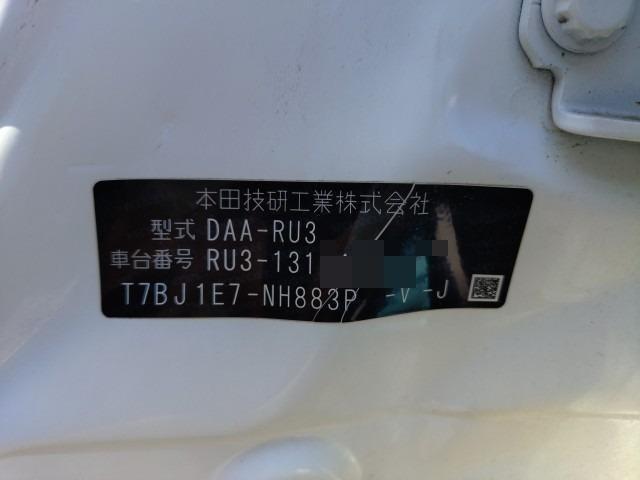 本田技研工業株式会社
型式 DAA-RU3
車台番号 RU3-131
T7BJ1E7-NH883P -V -J